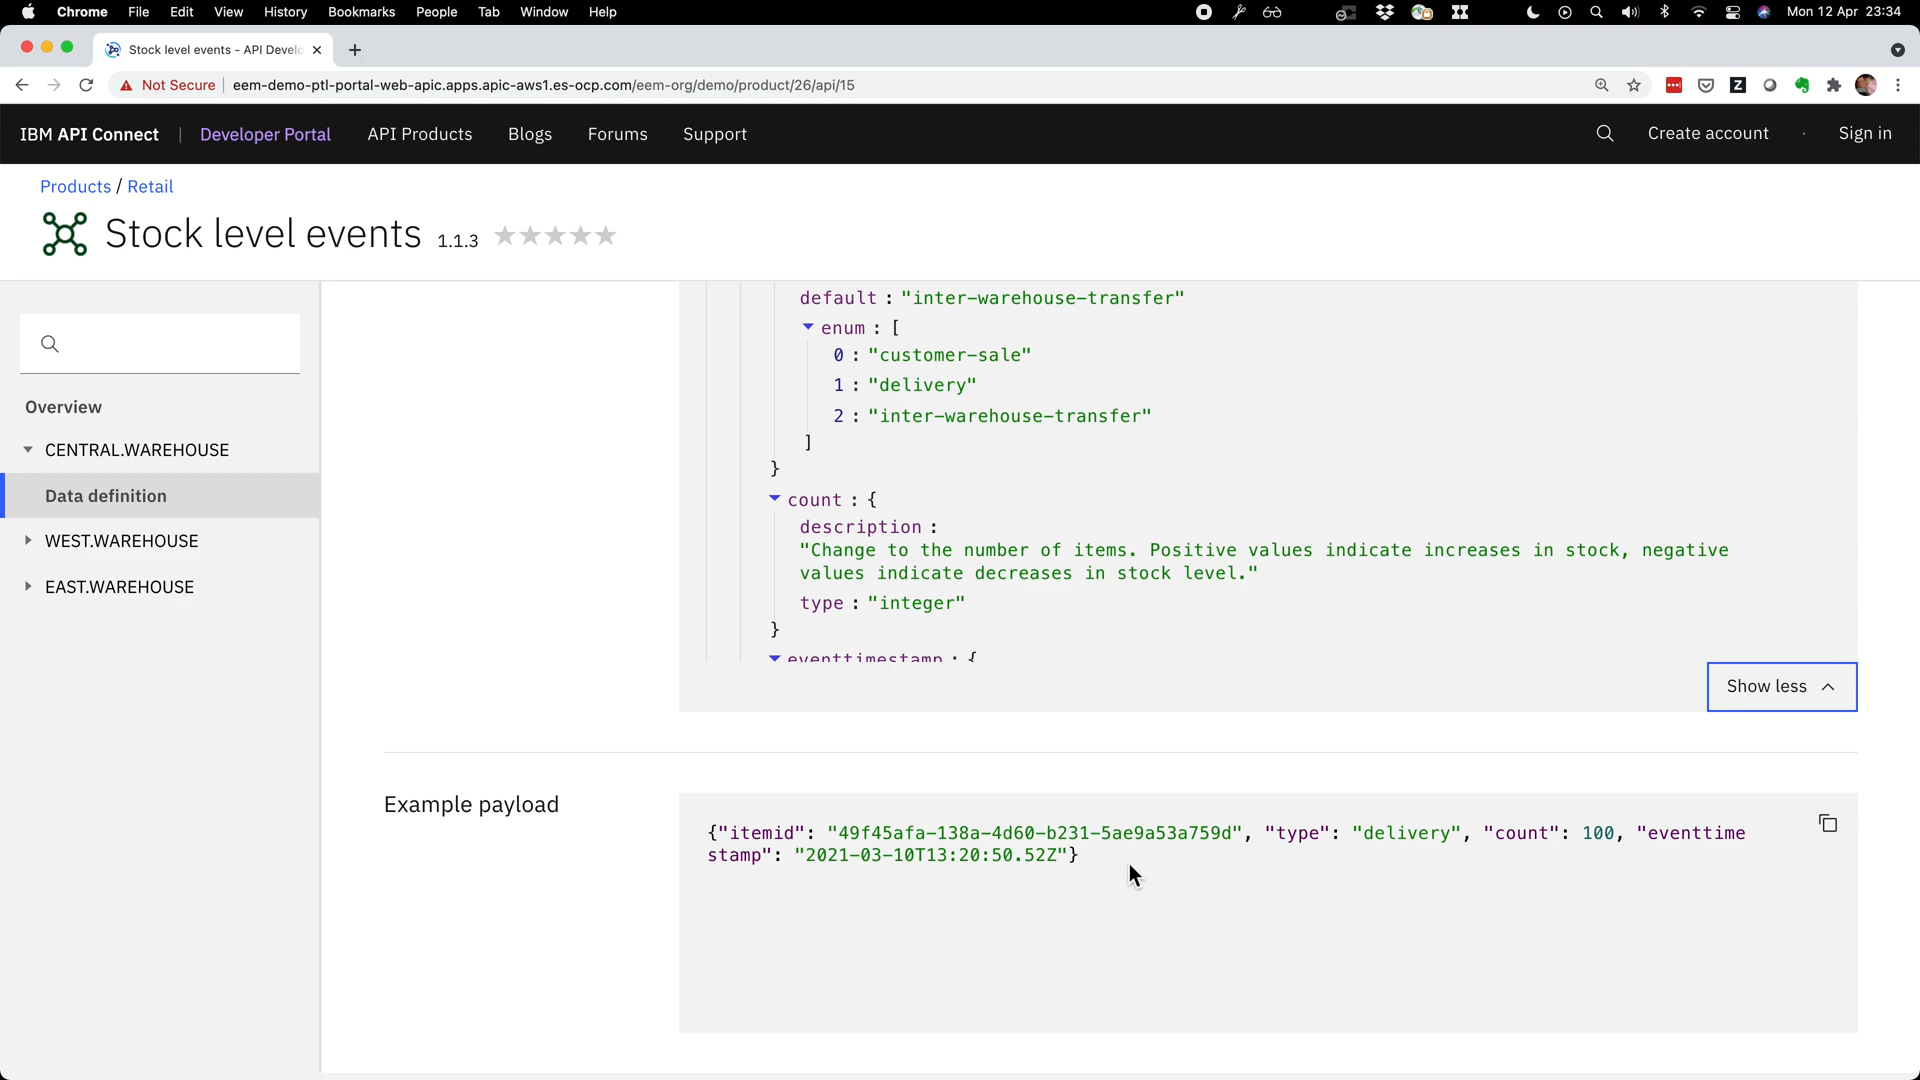 Chrome File Edit View History Bookmarks People Tab Window Help Mon 12 Apr 23:34
Stock level events - API Develo
Not Secure eem-demo-ptl-portal-web-apic.apps.apic-aws1.es-ocp.com/eem-org/demo/product/26/api/15
IBM API Connect | Developer Portal API Products Blogs Forums Support Create account · Sign in
Products / Retail
Stock level events 1.1.3
default : "inter-warehouse-transfer"
enum : [
0 : "customer-sale"
1 : "delivery"
2 : "inter-warehouse-transfer"
]
}
count : {
description :
"Change to the number of items. Positive values indicate increases in stock, negative
values indicate decreases in stock level."
type : "integer"
}
eventtimestamp : {
Show less
Overview
CENTRAL.WAREHOUSE
Data definition
WEST.WAREHOUSE
EAST.WAREHOUSE
Example payload
{"itemid": "49f45afa-138a-4d60-b231-5ae9a53a759d", "type": "delivery", "count": 100, "eventtime
stamp": "2021-03-10T13:20:50.52Z"}